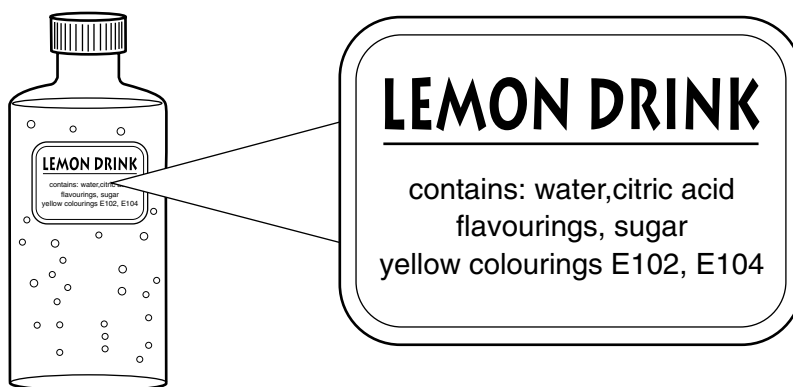 LEMON DRINK
contains: water,citric acid
flavourings, sugar
yellow colourings E102, E104
LEMON DRINK
contains: water,citric a
flavourings, sugar
yellow colourings E102, E104